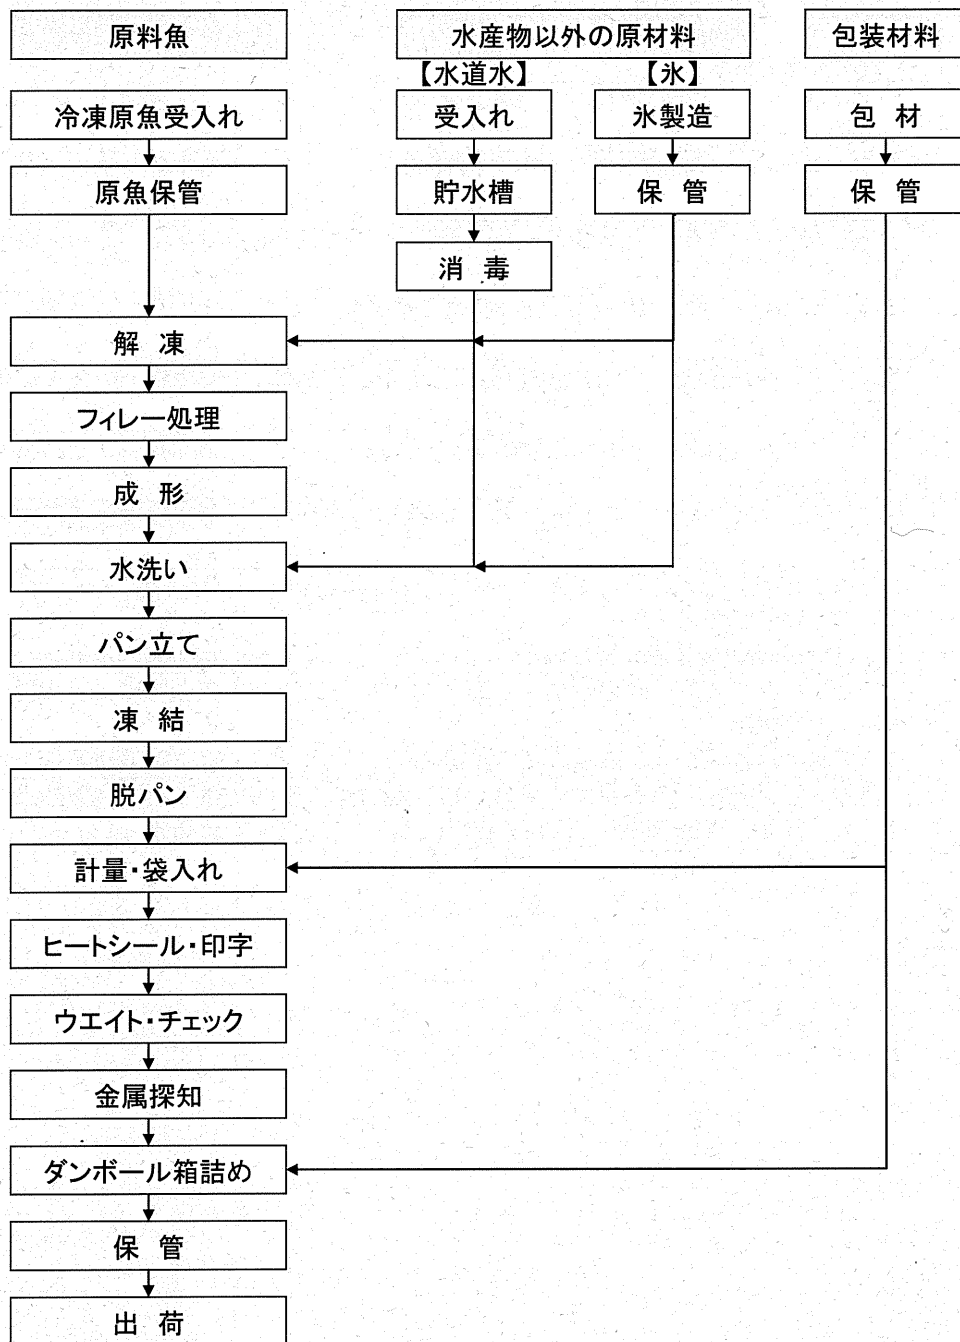 原料魚
水産物以外の原材料
包装材料
【水道水】
【氷】
冷凍原魚受入れ
受入れ
氷製造
包 材
原魚保管
貯水槽
保 管
保 管
消 毒
解 凍
フィレー処理
成 形
水洗い
パン立て
凍 結
脱パン
計量・袋入れ
ヒートシール・印字
ウエイト・チェック
金属探知
ダンボール箱詰め
保 管
出 荷